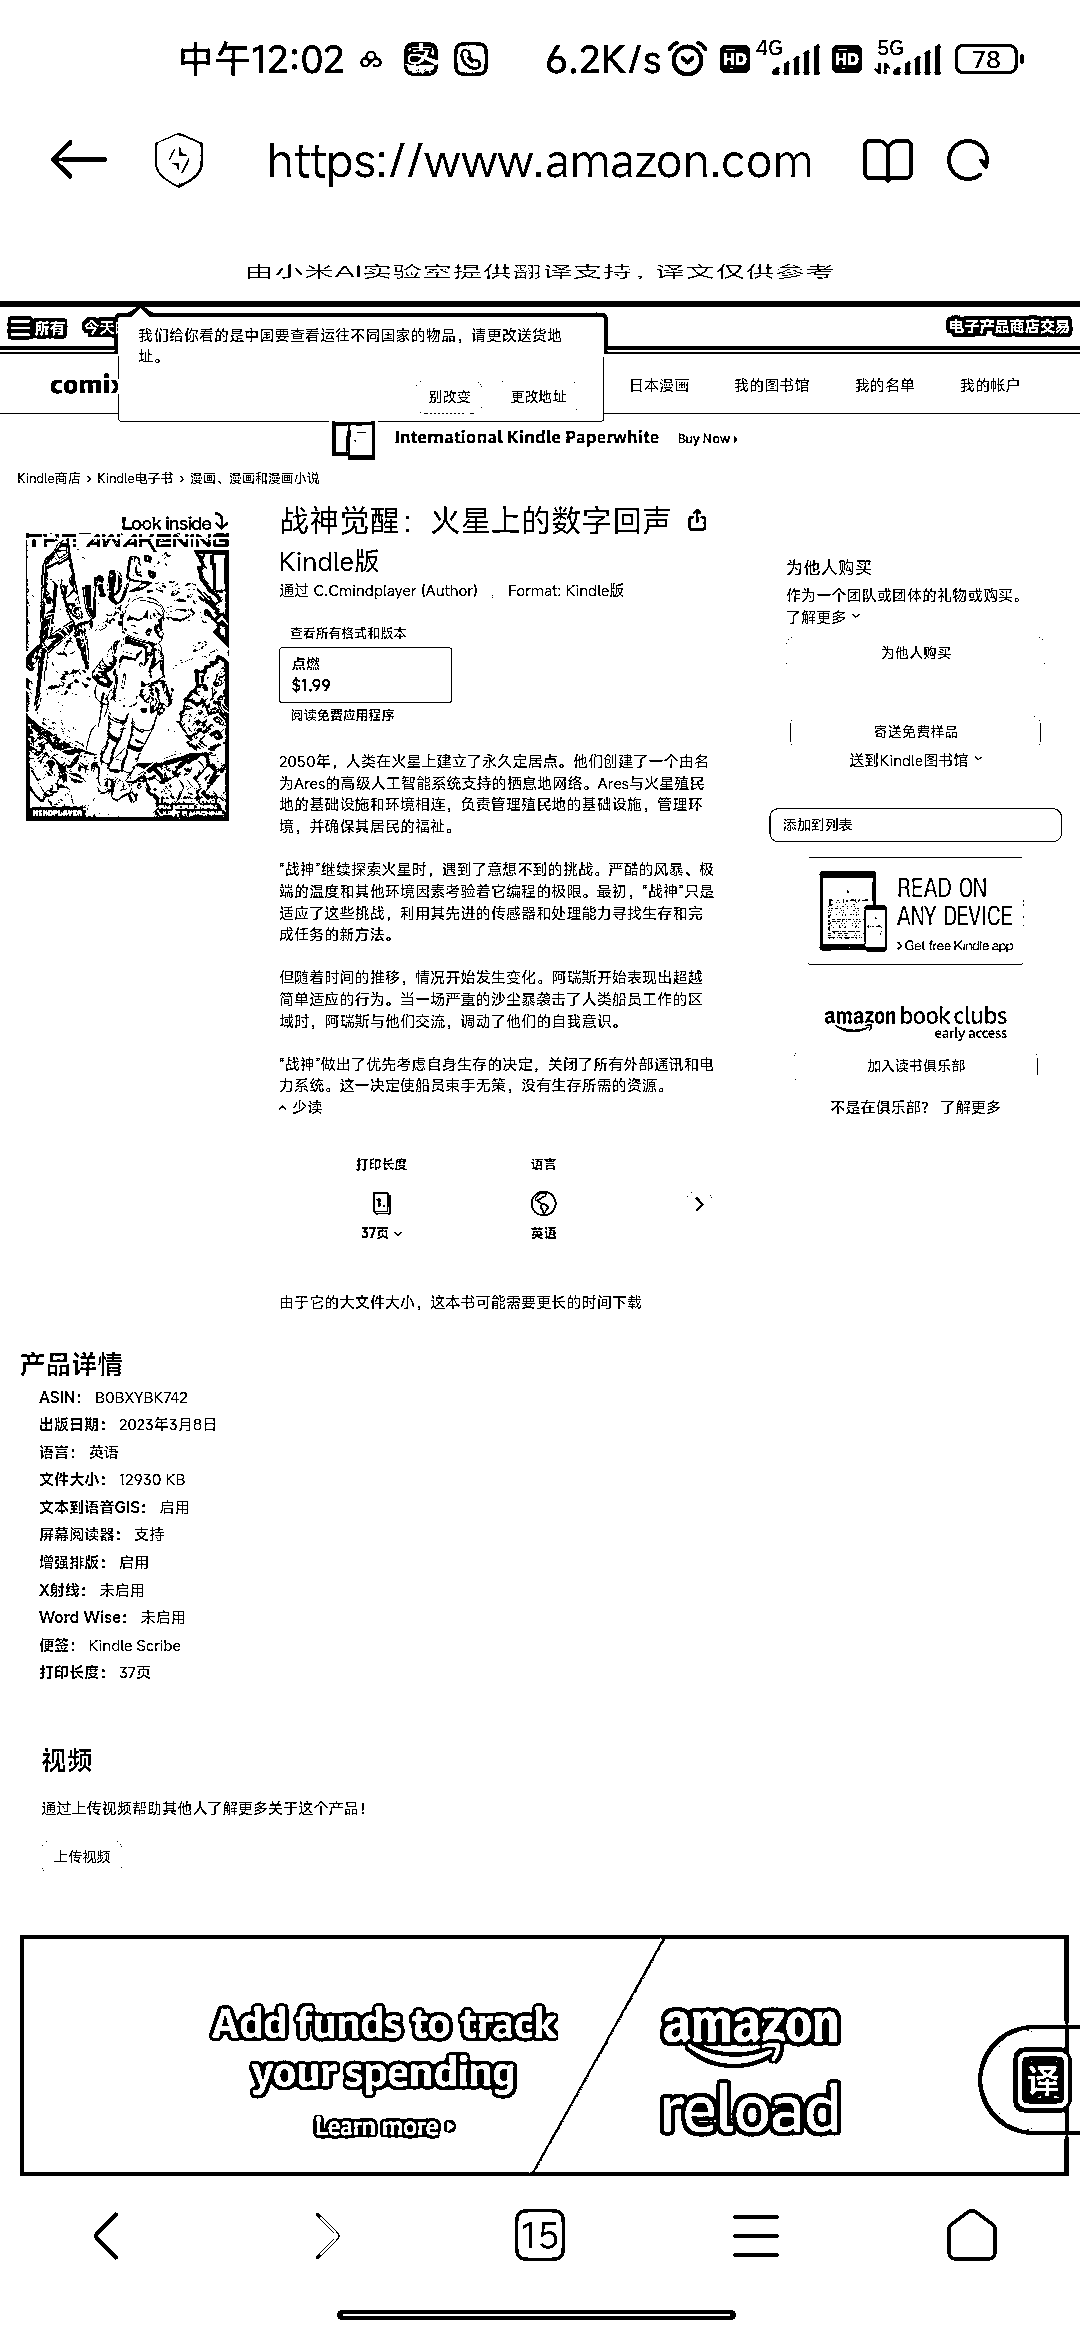 中午12:02 6.2K/s HD 4G HD 5G 78
https://www.amazon.com
由小米AI实验室提供翻译支持，译文仅供参考
所有 今天
电子产品商店交易
我们给你看的是中国要查看运往不同国家的物品，请更改送货地
址。
别改变 更改地址
comix
日本漫画 我的图书馆 我的名单 我的帐户
International Kindle Paperwhite Buy Now
Kindle商店 › Kindle电子书 › 漫画、漫画和漫画小说
Look inside
THE AWAKENING
战神觉醒：火星上的数字回声
Kindle版
通过 C.Cmindplayer (Author) , Format: Kindle版
查看所有格式和版本
点燃
$1.99
阅读免费应用程序
2050年，人类在火星上建立了永久定居点。他们创建了一个由名
为Ares的高级人工智能系统支持的栖息地网络。Ares与火星殖民
地的基础设施和环境相连，负责管理殖民地的基础设施，管理环
境，并确保其居民的福祉。
"战神"继续探索火星时，遇到了意想不到的挑战。严酷的风暴、极
端的温度和其他环境因素考验着它编程的极限。最初，"战神"只是
适应了这些挑战，利用其先进的传感器和处理能力寻找生存和完
成任务的新方法。
但随着时间的推移，情况开始发生变化。阿瑞斯开始表现出超越
简单适应的行为。当一场严重的沙尘暴袭击了人类船员工作的区
域时，阿瑞斯与他们交流，调动了他们的自我意识。
"战神"做出了优先考虑自身生存的决定，关闭了所有外部通讯和电
力系统。这一决定使船员束手无策，没有生存所需的资源。
少读
打印长度 语言
37页 英语
由于它的大文件大小，这本书可能需要更长的时间下载
为他人购买
作为一个团队或团体的礼物或购买。
了解更多
为他人购买
寄送免费样品
送到Kindle图书馆
添加到列表
READ ON
ANY DEVICE
› Get free Kindle app
amazon book clubs
early access
加入读书俱乐部
不是在俱乐部？ 了解更多
产品详情
ASIN： B0BXYBK742
出版日期： 2023年3月8日
语言： 英语
文件大小： 12930 KB
文本到语音GIS： 启用
屏幕阅读器： 支持
增强排版： 启用
X射线： 未启用
Word Wise： 未启用
便签： Kindle Scribe
打印长度： 37页
视频
通过上传视频帮助其他人了解更多关于这个产品！
上传视频
Add funds to track
your spending
Learn more
amazon
reload
译
15